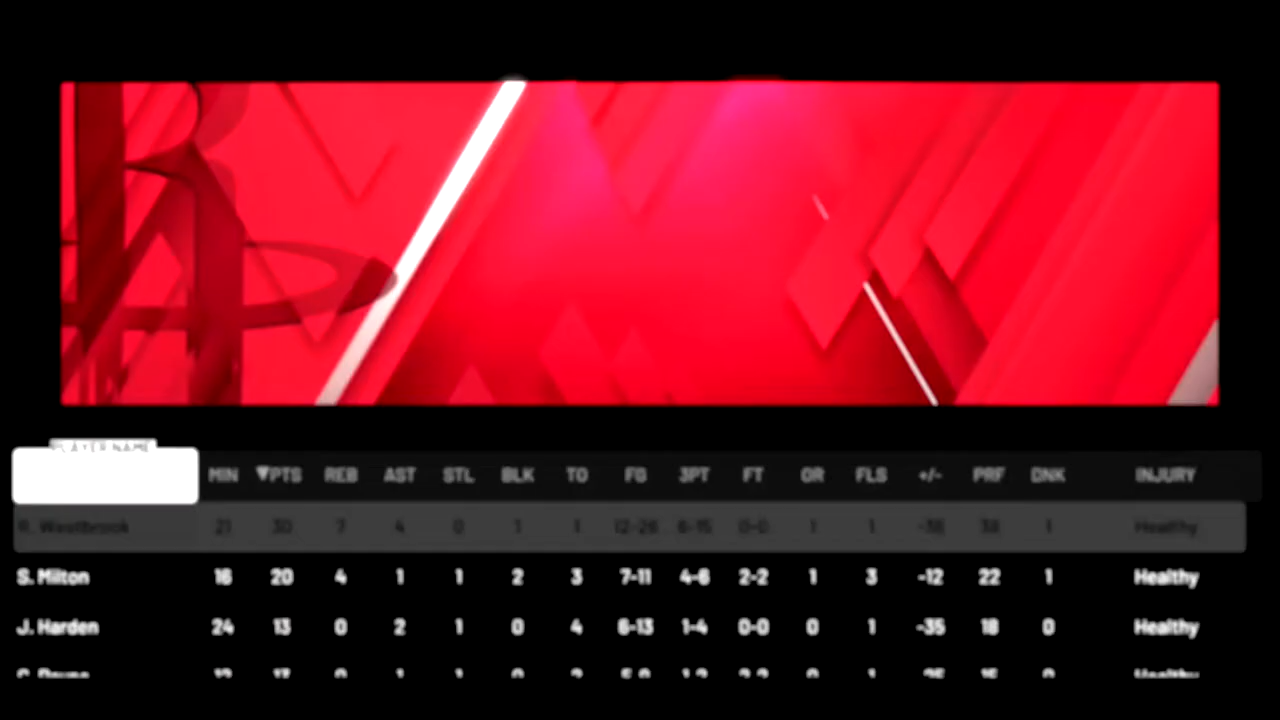 PLAYER NAME
MIN ▼PTS REB AST STL BLK TO FG 3PT FT OR FLS +/- PRF DNK INJURY
R. Westbrook 21 30 7 4 0 1 1 12-26 6-15 0-0 1 1 -36 38 1 Healthy
S. Milton 16 20 4 1 1 2 3 7-11 4-6 2-2 1 3 -12 22 1 Healthy
J. Harden 24 13 0 2 1 0 4 6-13 1-4 0-0 0 1 -35 18 0 Healthy